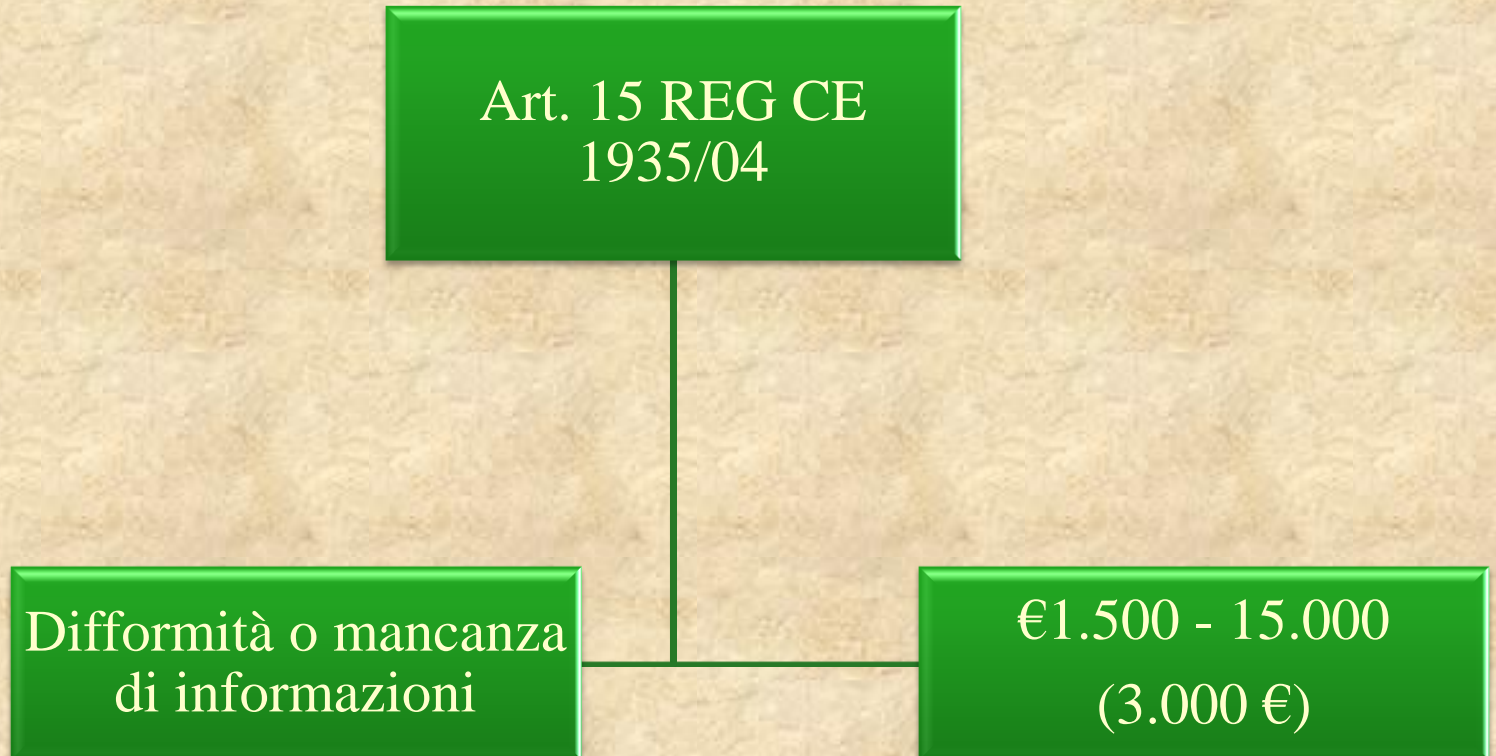 Art. 15 REG CE
1935/04
Difformità o mancanza
di informazioni
€1.500 - 15.000
(3.000 €)